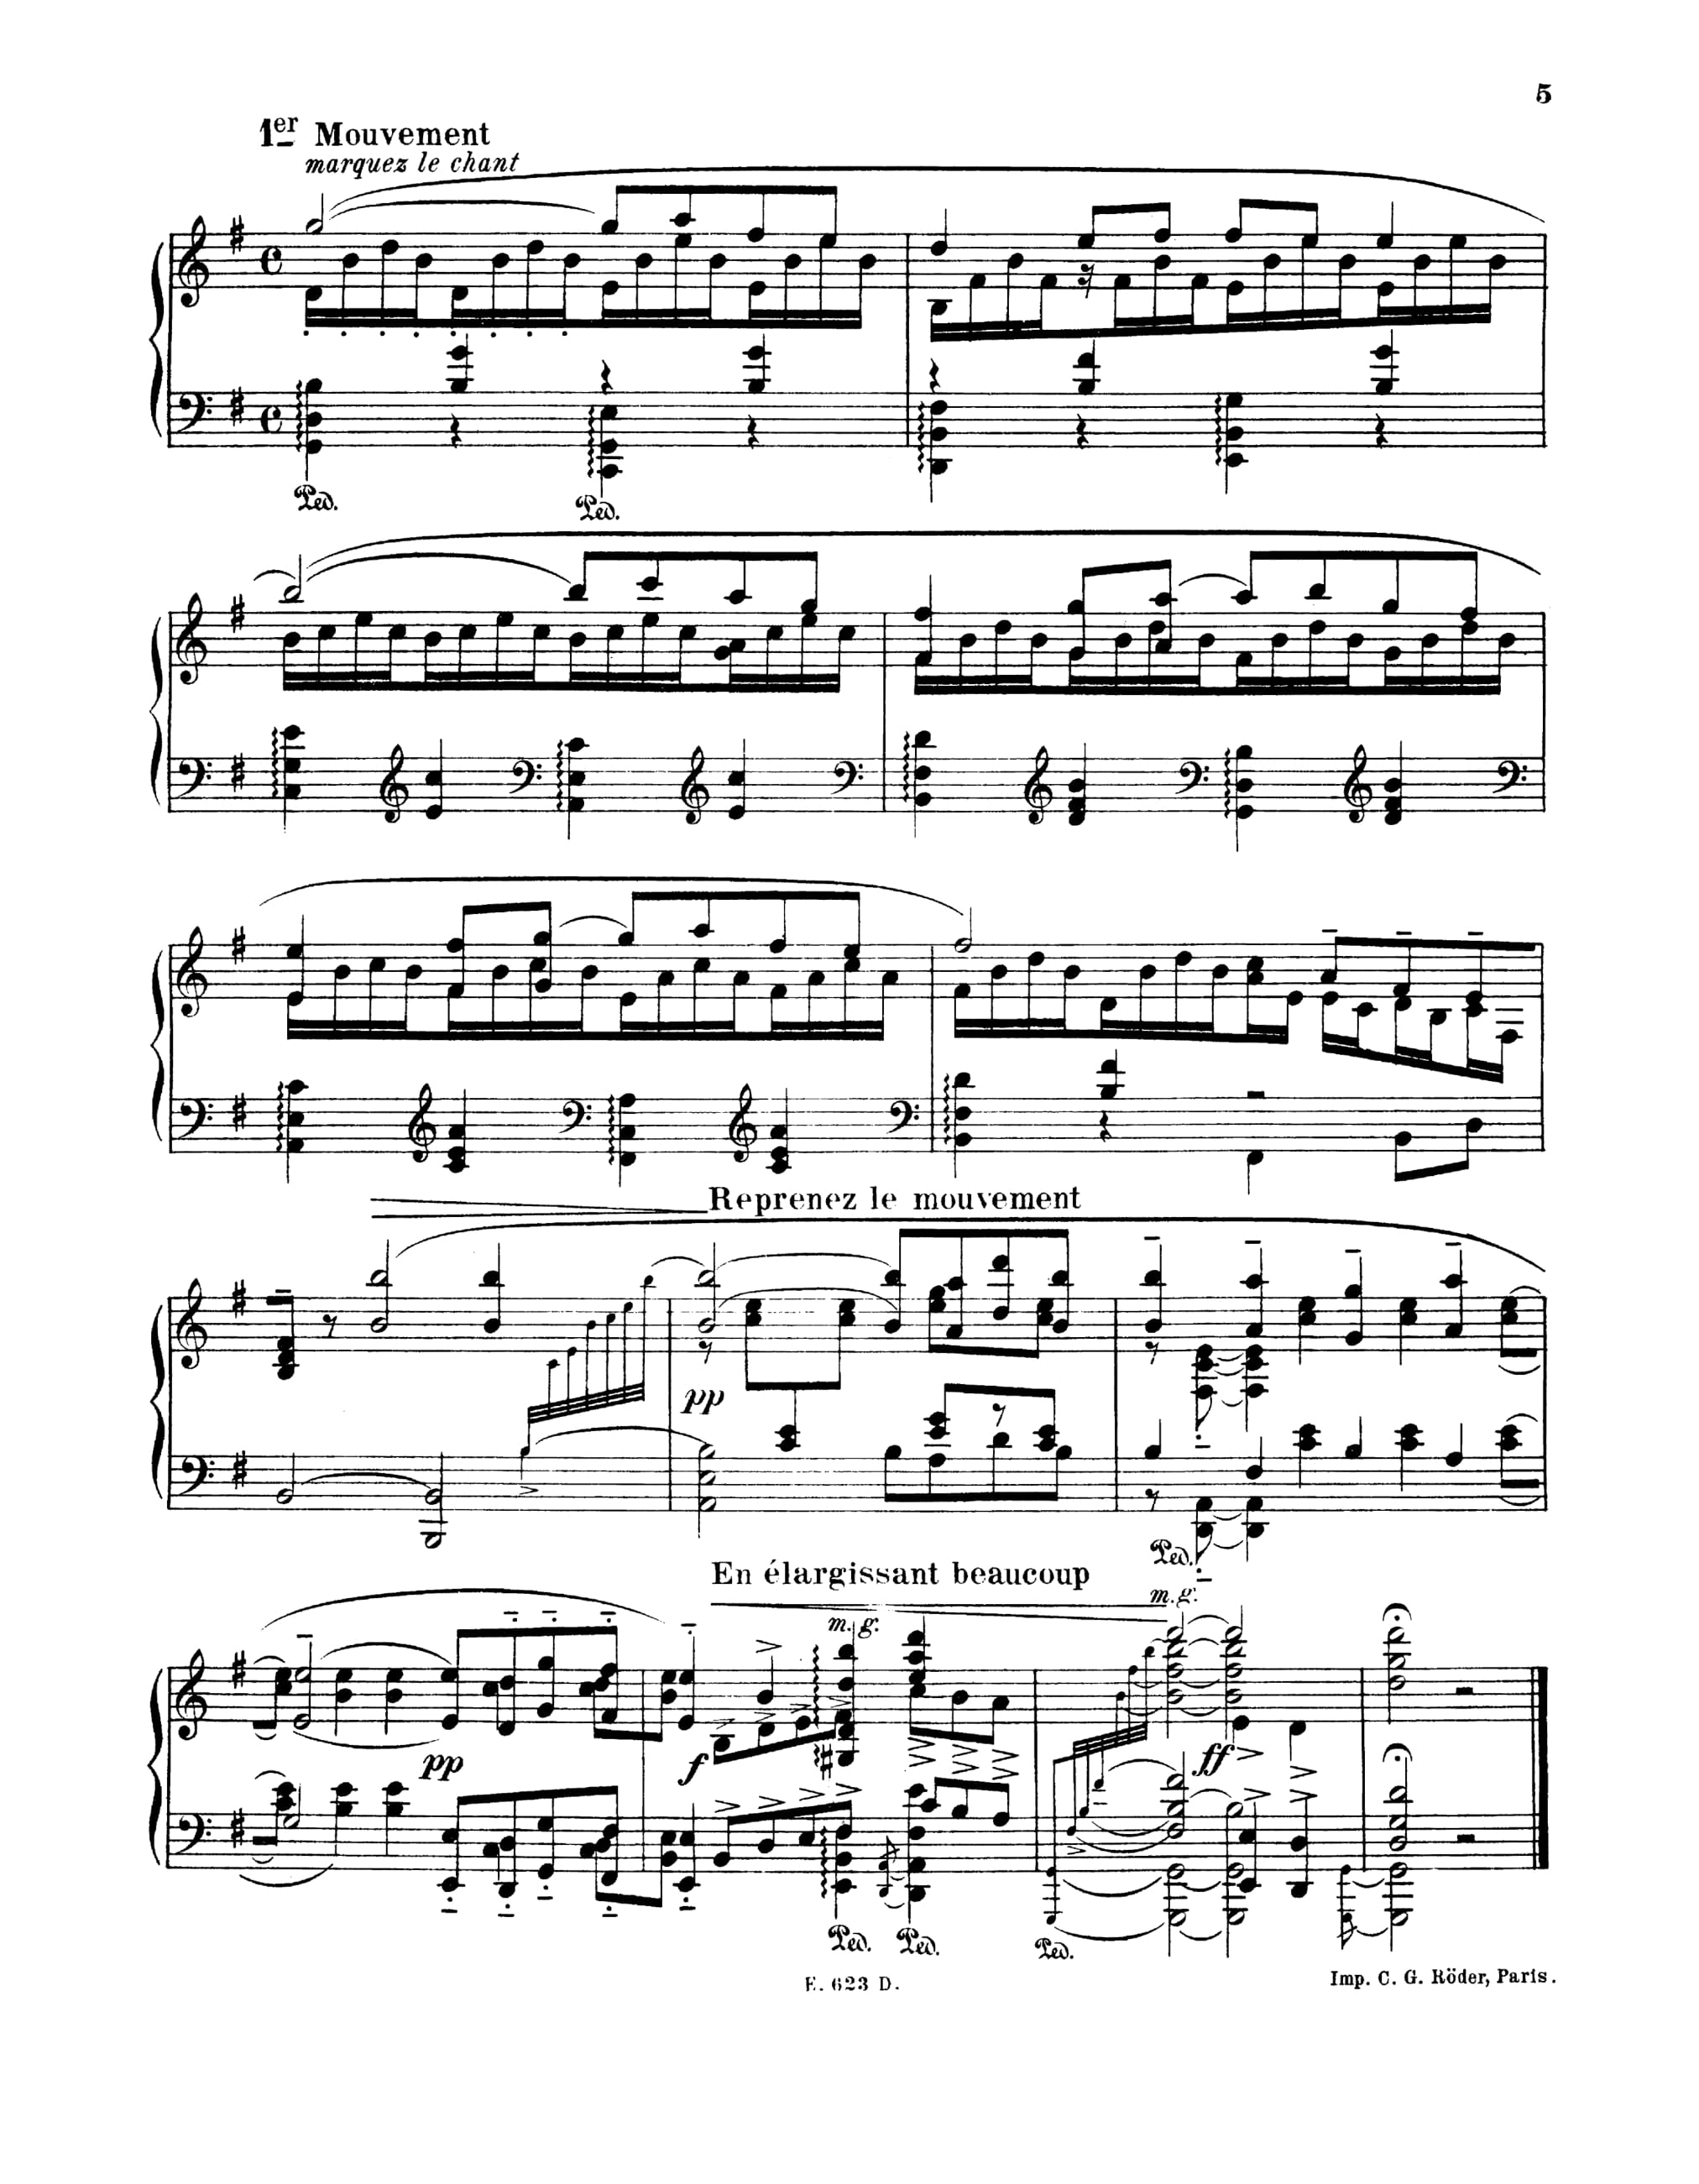 5
1er Mouvement
marquez le chant
Ped. Ped.
Reprenez le mouvement
pp
Ped.
En élargissant beaucoup
m.g. m.g.
pp f ff
Ped. Ped. Ped.
E. 623 D.
Imp. C. G. Röder, Paris.